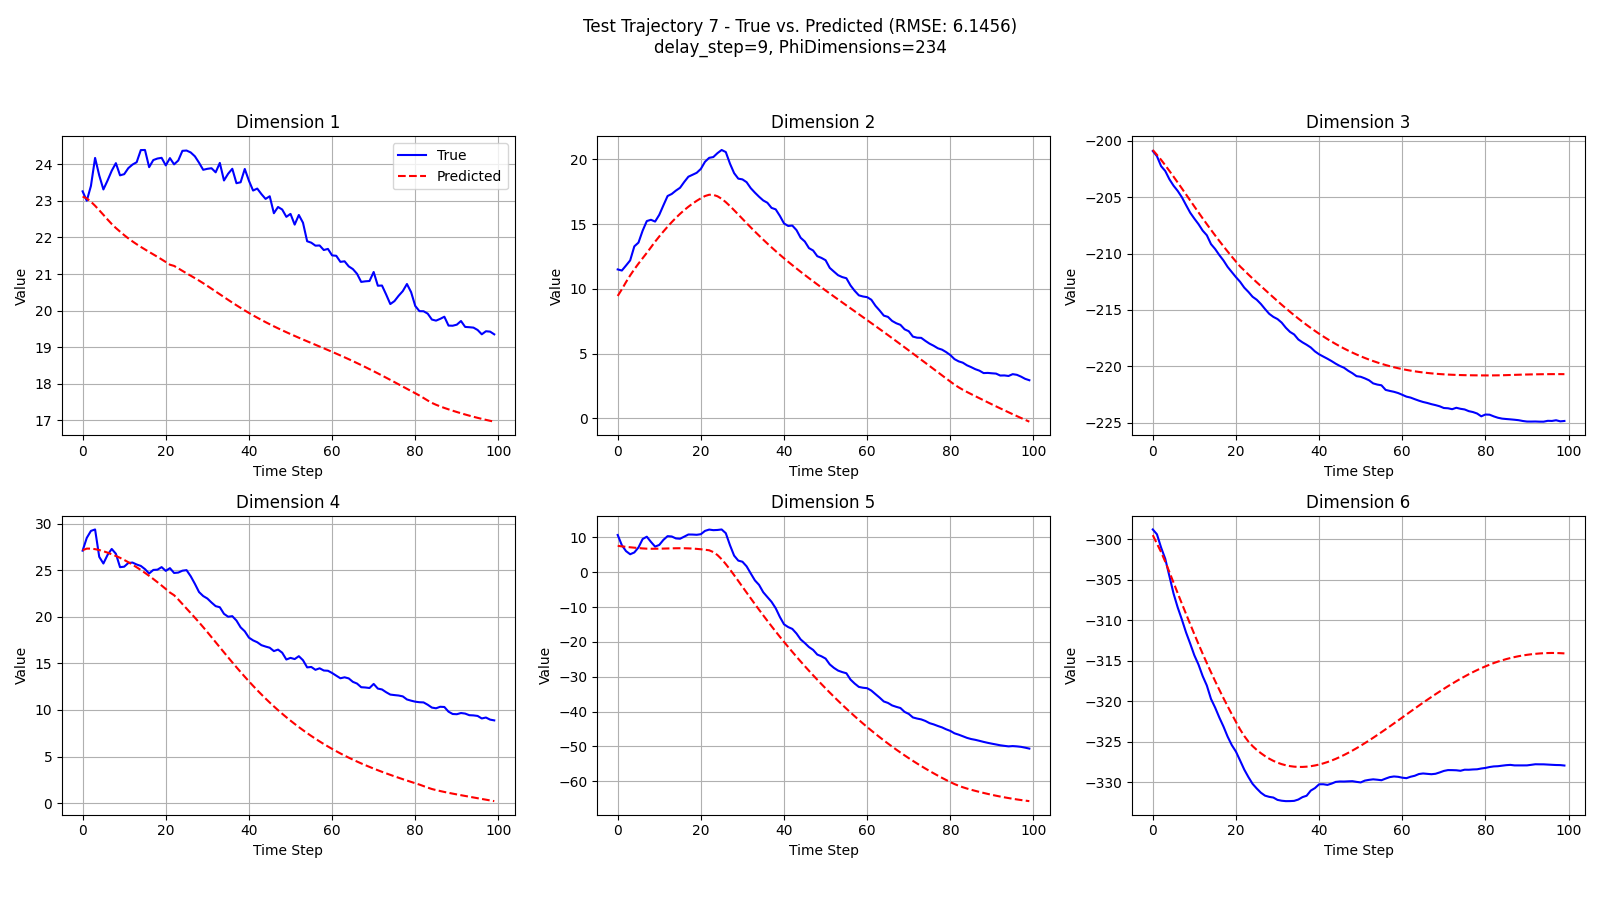 Test Trajectory 7 - True vs. Predicted (RMSE: 6.1456)
delay_step=9, PhiDimensions=234
Dimension 1
Value
24
23
22
21
20
19
18
17
0 20 40 60 80 100
Time Step
True
Predicted
Dimension 2
Value
20
15
10
5
0
0 20 40 60 80 100
Time Step
Dimension 3
Value
−200
−205
−210
−215
−220
−225
0 20 40 60 80 100
Time Step
Dimension 4
Value
30
25
20
15
10
5
0
0 20 40 60 80 100
Time Step
Dimension 5
Value
10
0
−10
−20
−30
−40
−50
−60
0 20 40 60 80 100
Time Step
Dimension 6
Value
−300
−305
−310
−315
−320
−325
−330
0 20 40 60 80 100
Time Step